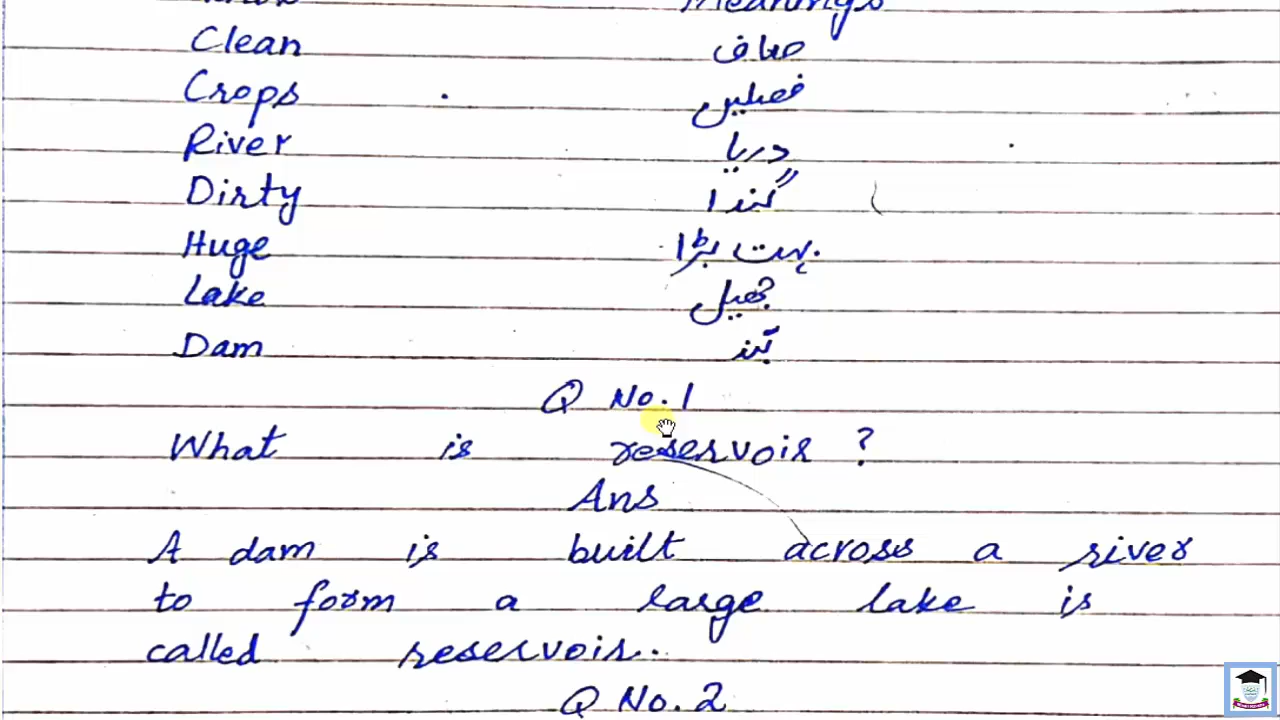 Meanings
Clean صاف
Crops فصلیں
River دریا
Dirty گندا
Huge بہت بڑا
Lake جھیل
Dam بند
Q No.1
What is reservoir ?
Ans
A dam is built across a river
to form a large lake is
called reservoir..
Q No. 2